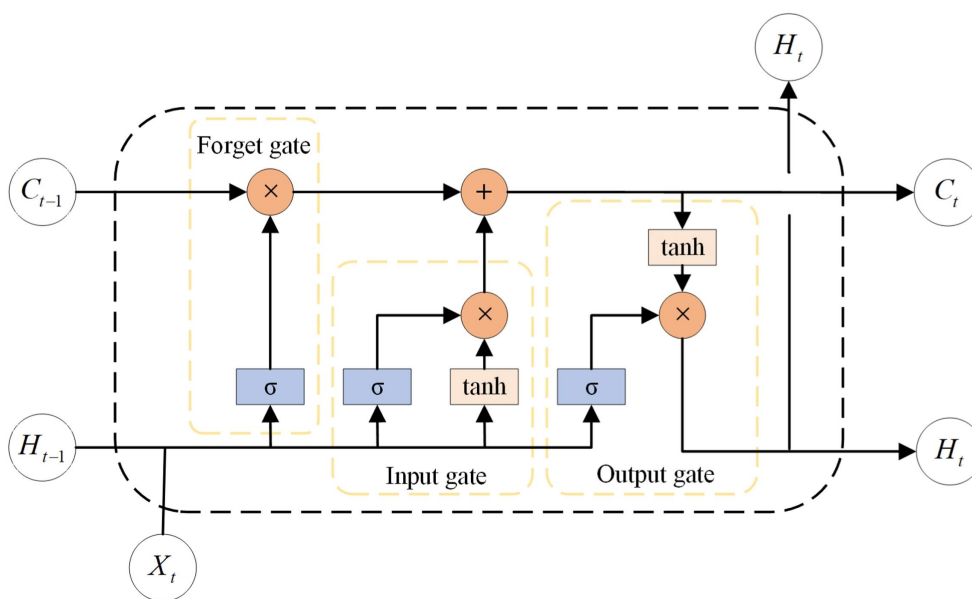 H_t
Forget gate
C_{t-1} × + C_t
tanh
× ×
σ σ tanh σ
H_{t-1} H_t
Input gate Output gate
X_t